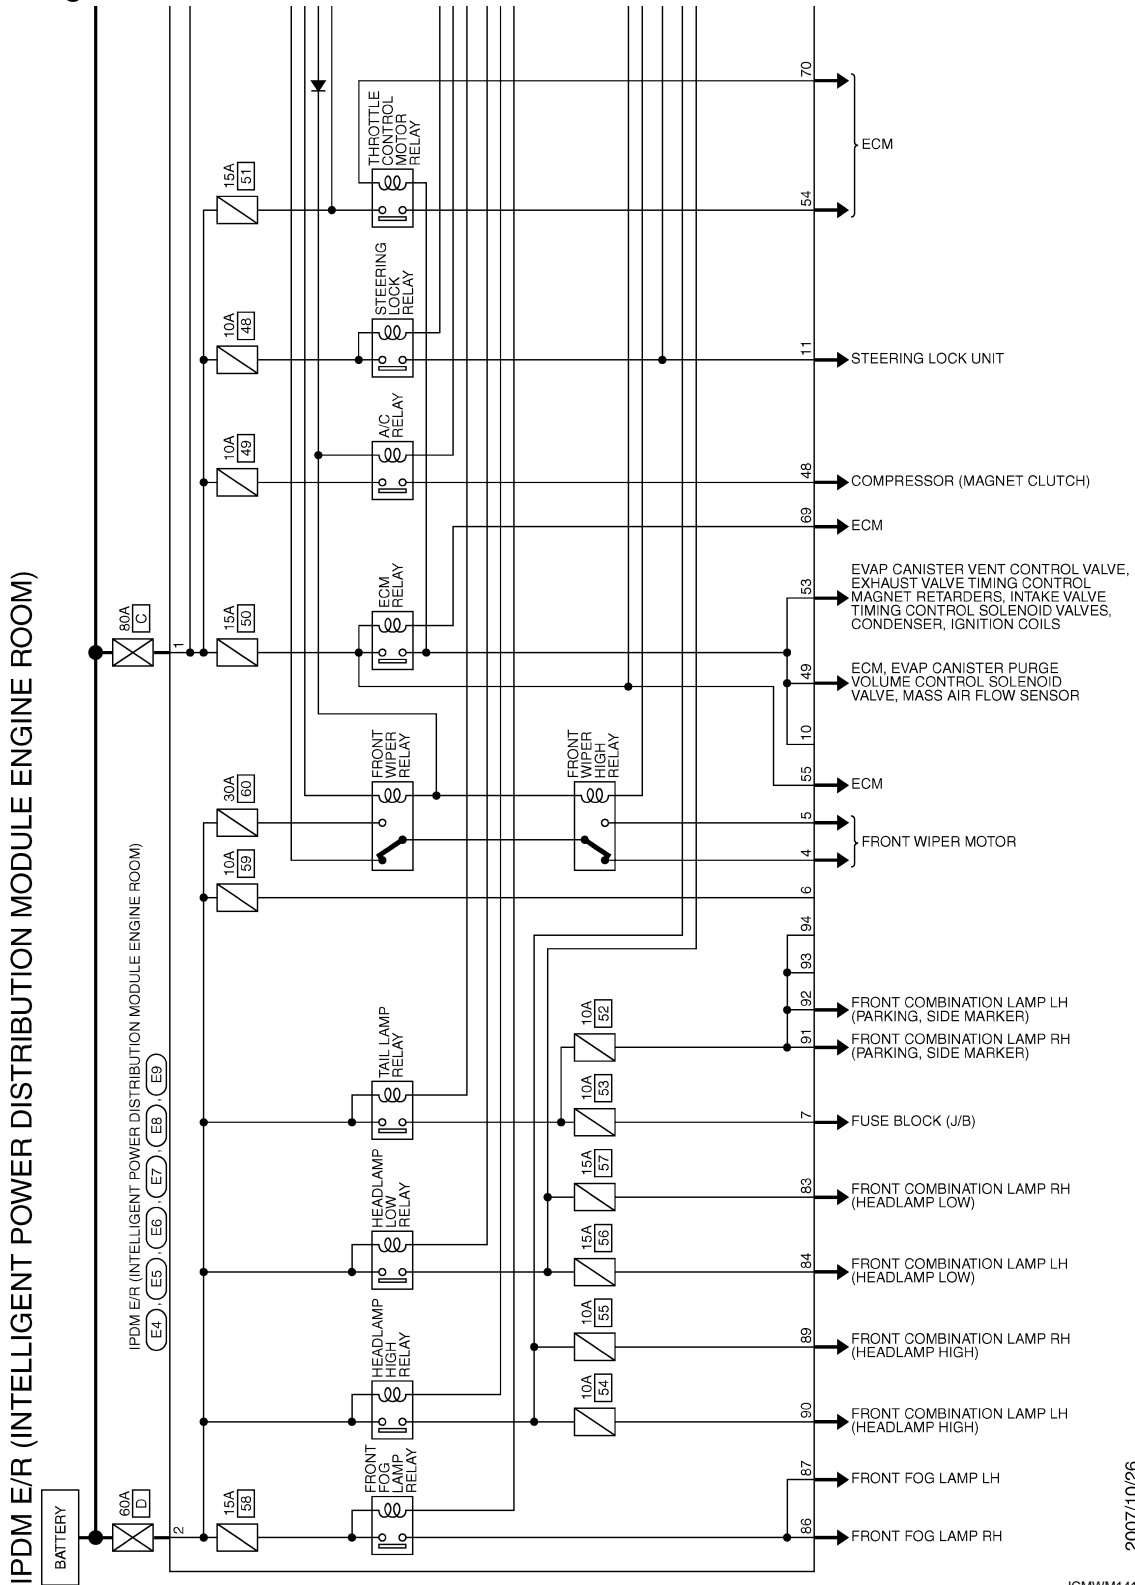 IPDM E/R (INTELLIGENT POWER DISTRIBUTION MODULE ENGINE ROOM)
BATTERY
60A
D
2
80A
C
1
IPDM E/R (INTELLIGENT POWER DISTRIBUTION MODULE ENGINE ROOM)
E4 , E5 , E6 , E7 , E8 , E9
15A
51
THROTTLE
CONTROL
MOTOR
RELAY
70
54
ECM
10A
48
STEERING
LOCK
RELAY
11
STEERING LOCK UNIT
10A
49
A/C
RELAY
48
COMPRESSOR (MAGNET CLUTCH)
69
ECM
15A
50
ECM
RELAY
53
EVAP CANISTER VENT CONTROL VALVE,
EXHAUST VALVE TIMING CONTROL
MAGNET RETARDERS, INTAKE VALVE
TIMING CONTROL SOLENOID VALVES,
CONDENSER, IGNITION COILS
49
ECM, EVAP CANISTER PURGE
VOLUME CONTROL SOLENOID
VALVE, MASS AIR FLOW SENSOR
10
55
ECM
30A
60
FRONT
WIPER
RELAY
FRONT
WIPER
HIGH
RELAY
5
4
FRONT WIPER MOTOR
10A
59
6
94
93
92
FRONT COMBINATION LAMP LH
(PARKING, SIDE MARKER)
10A
52
91
FRONT COMBINATION LAMP RH
(PARKING, SIDE MARKER)
TAIL LAMP
RELAY
10A
53
7
FUSE BLOCK (J/B)
15A
57
83
FRONT COMBINATION LAMP RH
(HEADLAMP LOW)
HEADLAMP
LOW
RELAY
15A
56
84
FRONT COMBINATION LAMP LH
(HEADLAMP LOW)
10A
55
89
FRONT COMBINATION LAMP RH
(HEADLAMP HIGH)
HEADLAMP
HIGH
RELAY
10A
54
90
FRONT COMBINATION LAMP LH
(HEADLAMP HIGH)
87
FRONT FOG LAMP LH
15A
58
FRONT
FOG
LAMP
RELAY
86
FRONT FOG LAMP RH
2007/10/26